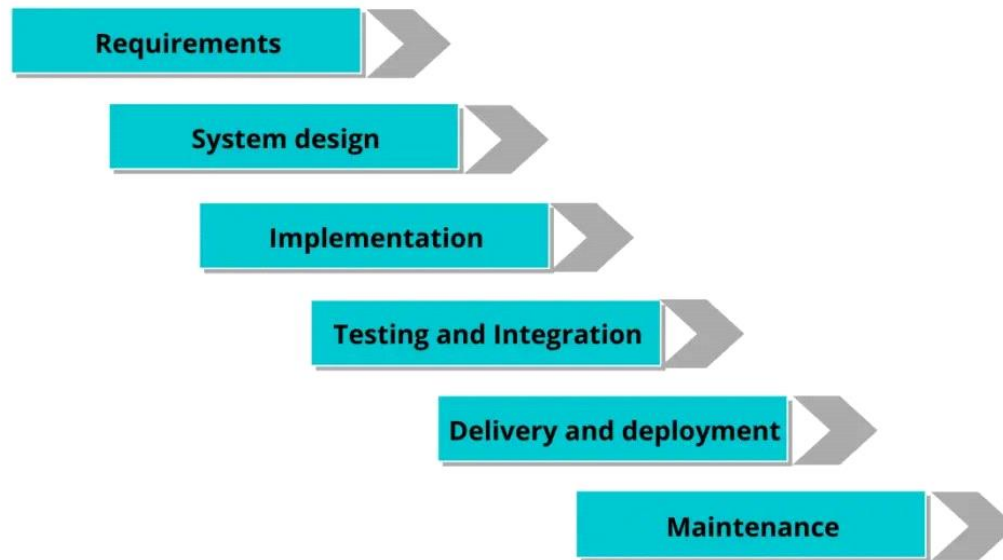 Requirements
System design
Implementation
Testing and Integration
Delivery and deployment
Maintenance